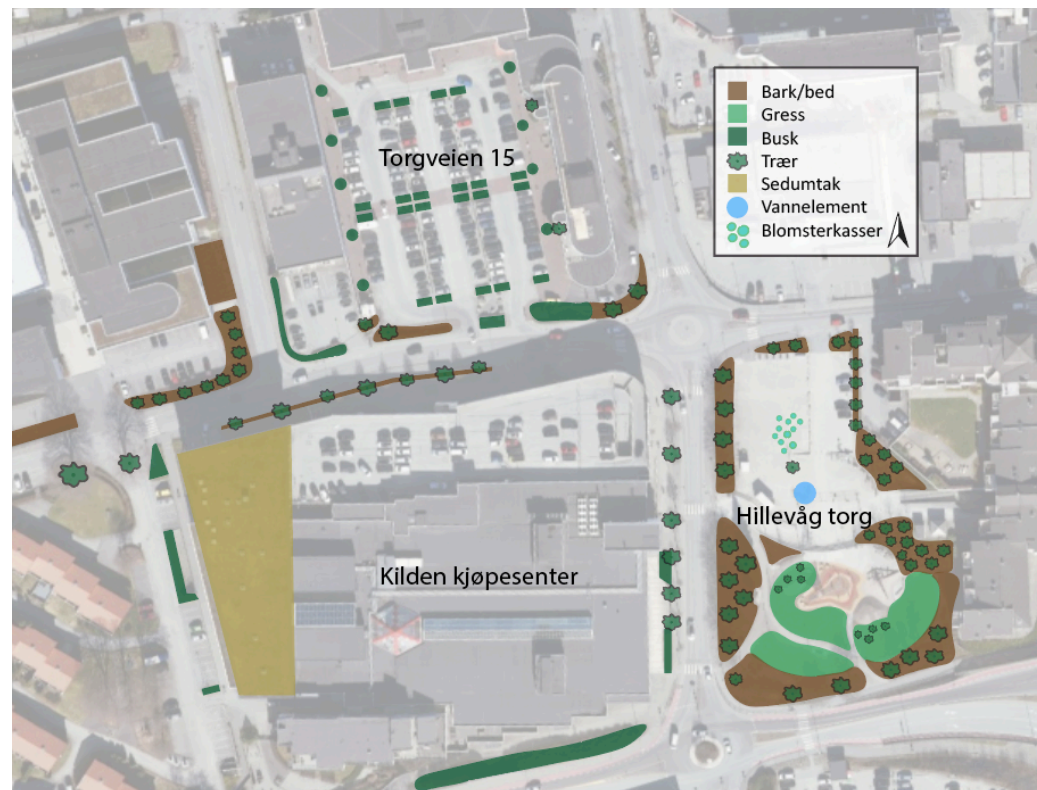 Bark/bed
Gress
Busk
Trær
Sedumtak
Vannelement
Blomsterkasser
Torgveien 15
Hillevåg torg
Kilden kjøpesenter